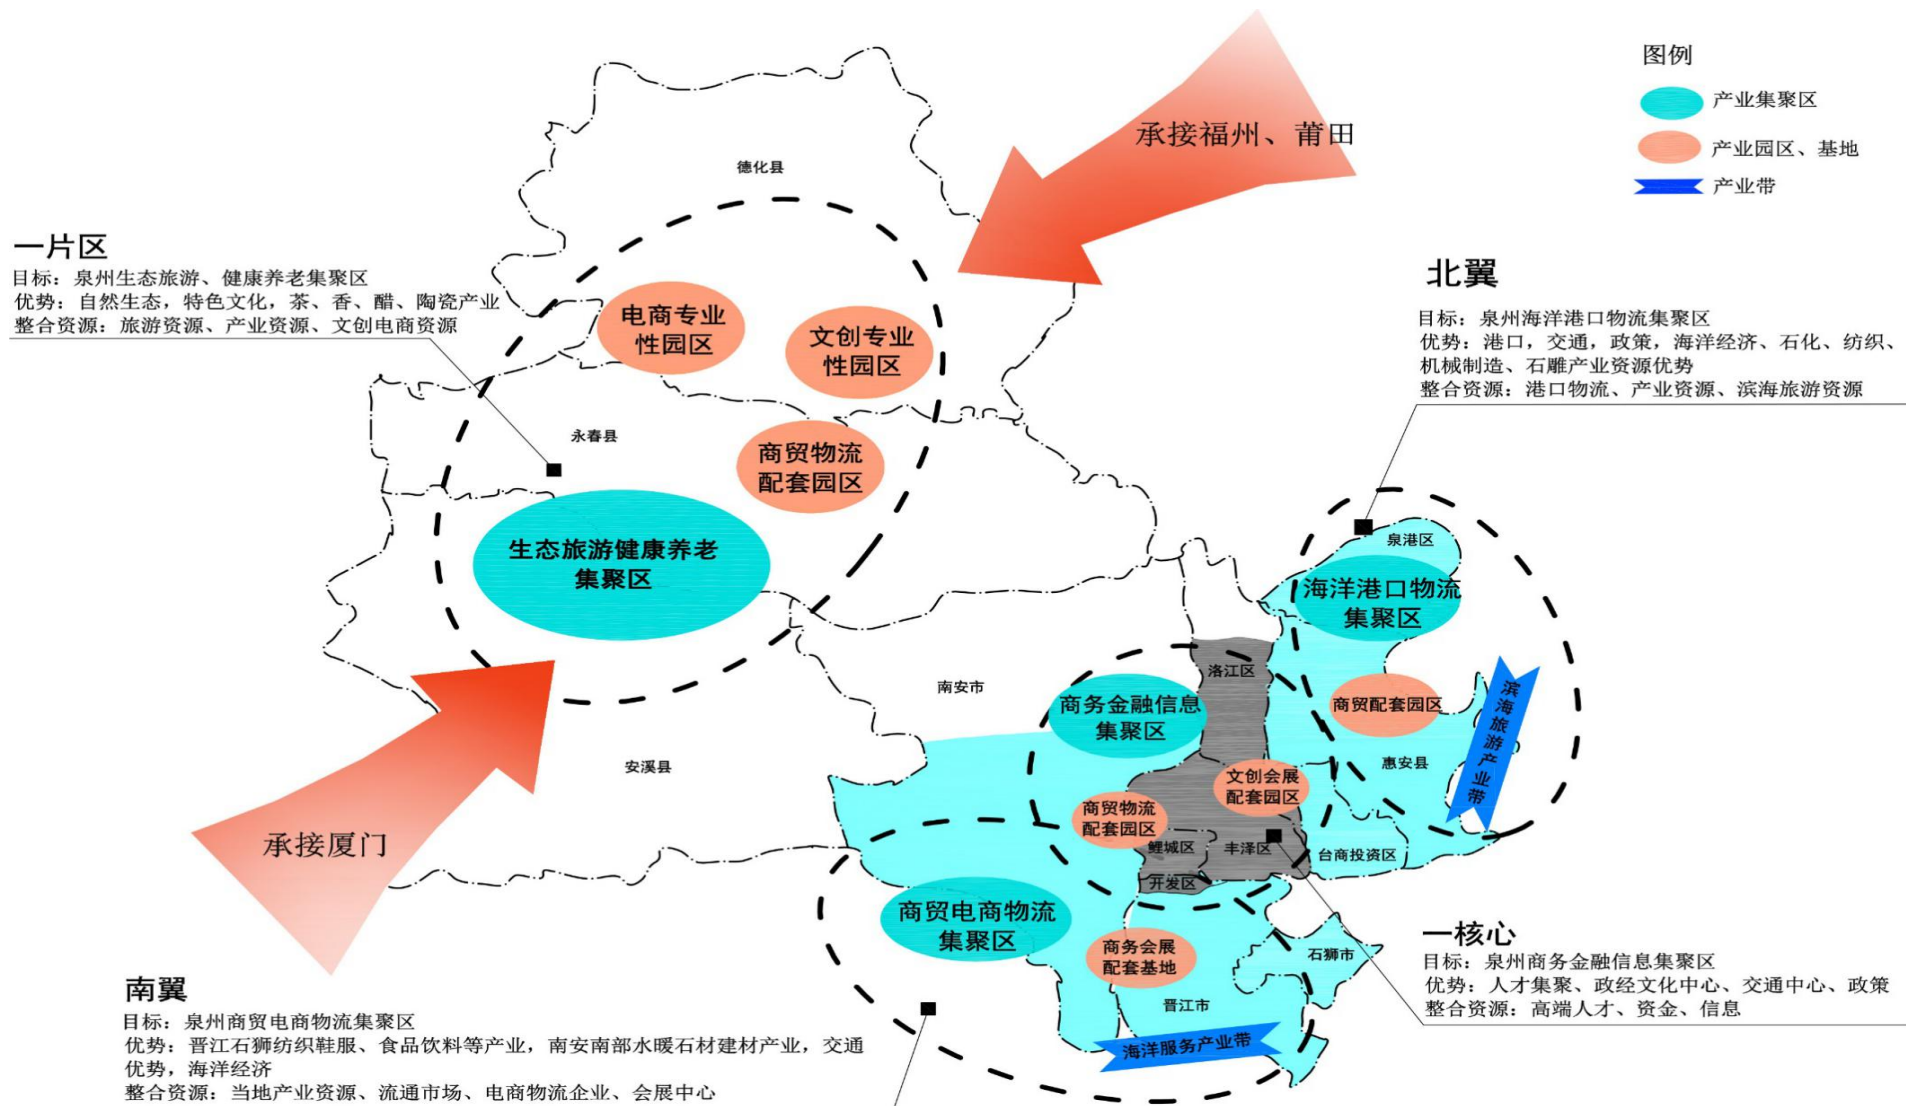 图例
产业集聚区
产业园区、基地
产业带
承接福州、莆田
德化县
一片区
目标：泉州生态旅游、健康养老集聚区
优势：自然生态，特色文化，茶、香、醋、陶瓷产业
整合资源：旅游资源、产业资源、文创电商资源
电商专业
性园区
文创专业
性园区
永春县
商贸物流
配套园区
生态旅游健康养老
集聚区
北翼
目标：泉州海洋港口物流集聚区
优势：港口，交通，政策，海洋经济、石化、纺织、
机械制造、石雕产业资源优势
整合资源：港口物流、产业资源、滨海旅游资源
泉港区
海洋港口物流
集聚区
洛江区
南安市
商务金融信息
集聚区
商贸配套园区
滨海旅游产业带
惠安县
安溪县
文创会展
配套园区
商贸物流
配套园区
鲤城区
丰泽区
台商投资区
开发区
承接厦门
商贸电商物流
集聚区
商务会展
配套基地
石狮市
晋江市
海洋服务产业带
一核心
目标：泉州商务金融信息集聚区
优势：人才集聚、政经文化中心、交通中心、政策
整合资源：高端人才、资金、信息
南翼
目标：泉州商贸电商物流集聚区
优势：晋江石狮纺织鞋服、食品饮料等产业，南安南部水暖石材建材产业，交通
优势，海洋经济
整合资源：当地产业资源、流通市场、电商物流企业、会展中心